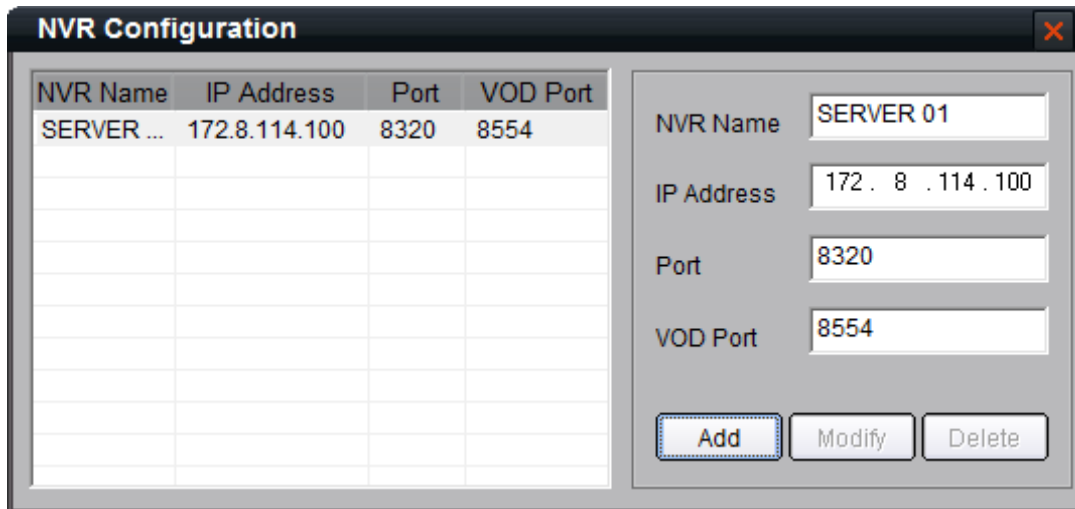 NVR Configuration
NVR Name IP Address Port VOD Port
SERVER ... 172.8.114.100 8320 8554
NVR Name SERVER 01
IP Address 172 . 8 . 114 . 100
Port 8320
VOD Port 8554
Add Modify Delete